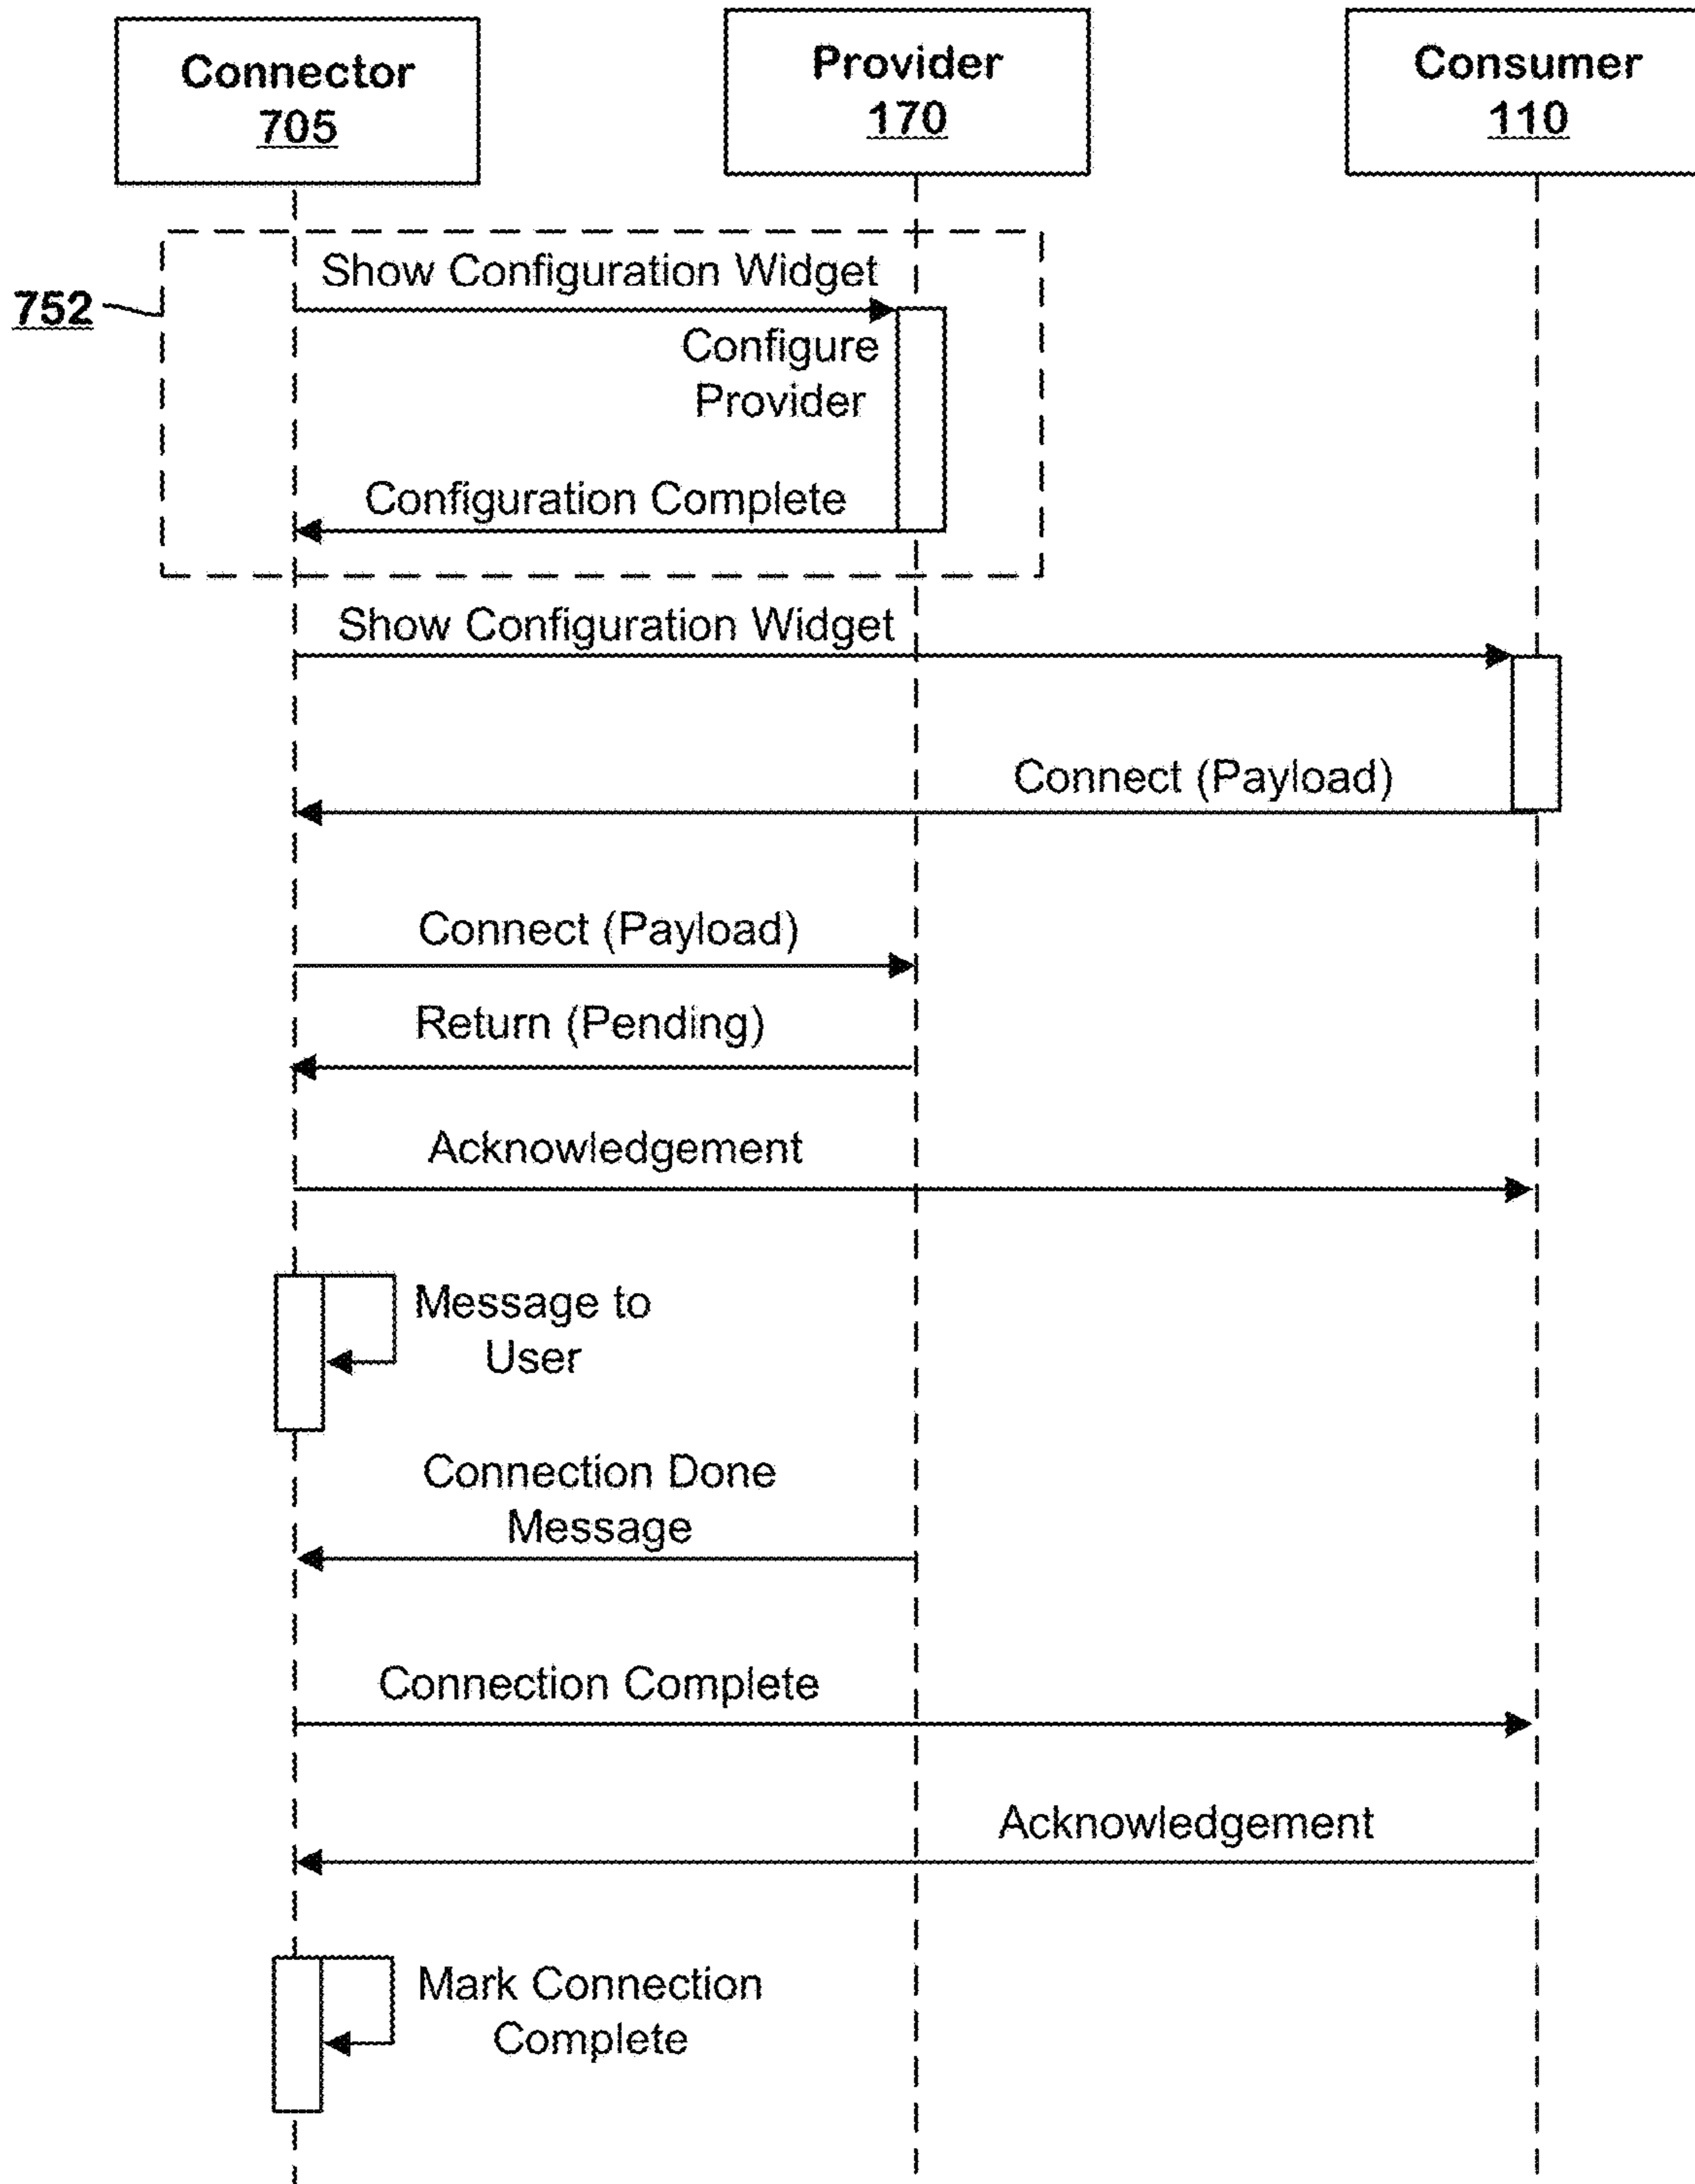 Connector
705
Provider
170
Consumer
110
752
Show Configuration Widget
Configure
Provider
Configuration Complete
Show Configuration Widget
Connect (Payload)
Connect (Payload)
Return (Pending)
Acknowledgement
Message to
User
Connection Done
Message
Connection Complete
Acknowledgement
Mark Connection
Complete